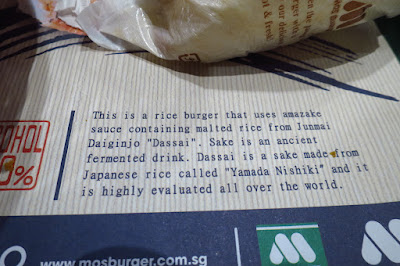 This is a rice burger that uses amazake
sauce containing malted rice from Junmai
Daiginjo "Dassai". Sake is an ancient
fermented drink. Dassai is a sake made from
Japanese rice called "Yamada Nishiki" and it
is highly evaluated all over the world.
OHOL
0%
www.mosburger.com.sg